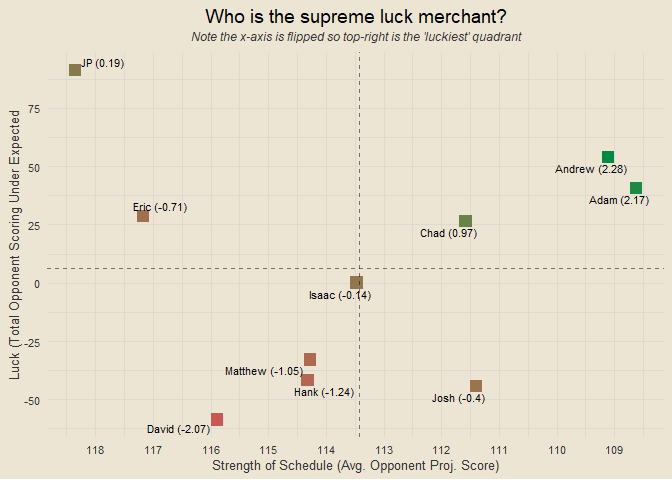 Who is the supreme luck merchant?
Note the x-axis is flipped so top-right is the 'luckiest' quadrant
JP (0.19)
75
Andrew (2.28)
50
Adam (2.17)
Eric (-0.71)
25
Chad (0.97)
0
Isaac (-0.14)
Matthew (-1.05)
-50
Hank (-1.24)
Josh (-0.4)
-25
David (-2.07)
118
117
116
115
114
113
112
111
110
109
Strength of Schedule (Avg. Opponent Proj. Score)
Luck (Total Opponent Scoring Under Expected